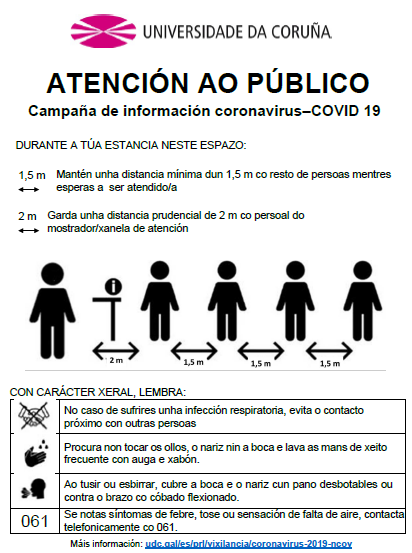 UNIVERSIDADE DA CORUÑA
ATENCIÓN AO PÚBLICO
Campaña de información coronavirus–COVID 19
DURANTE A TÚA ESTANCIA NESTE ESPAZO:
1,5 m Mantén unha distancia mínima dun 1,5 m co resto de persoas mentres
esperas a ser atendido/a
2 m Garda unha distancia prudencial de 2 m co persoal do
mostrador/xanela de atención
i
2 m 1,5 m 1,5 m 1,5 m
CON CARÁCTER XERAL, LEMBRA:
No caso de sufrires unha infección respiratoria, evita o contacto
próximo con outras persoas
Procura non tocar os ollos, o nariz nin a boca e lava as mans de xeito
frecuente con auga e xabón.
Ao tusir ou esbirrar, cubre a boca e o nariz cun pano desbotables ou
contra o brazo co cóbado flexionado.
061 Se notas síntomas de febre, tose ou sensación de falta de aire, contacta
telefonicamente co 061.
Máis información: udc.gal/es/prl/vixilancia/coronavirus-2019-ncov